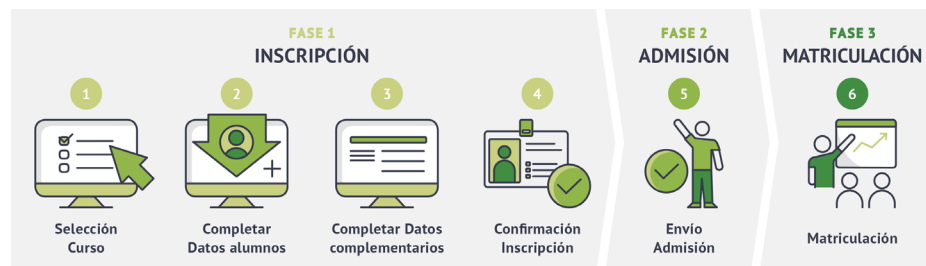 FASE 1
INSCRIPCIÓN
1
2
3
4
Selección
Curso
Completar
Datos alumnos
Completar Datos
complementarios
Confirmación
Inscripción
FASE 2
ADMISIÓN
5
Envío
Admisión
FASE 3
MATRICULACIÓN
6
Matriculación